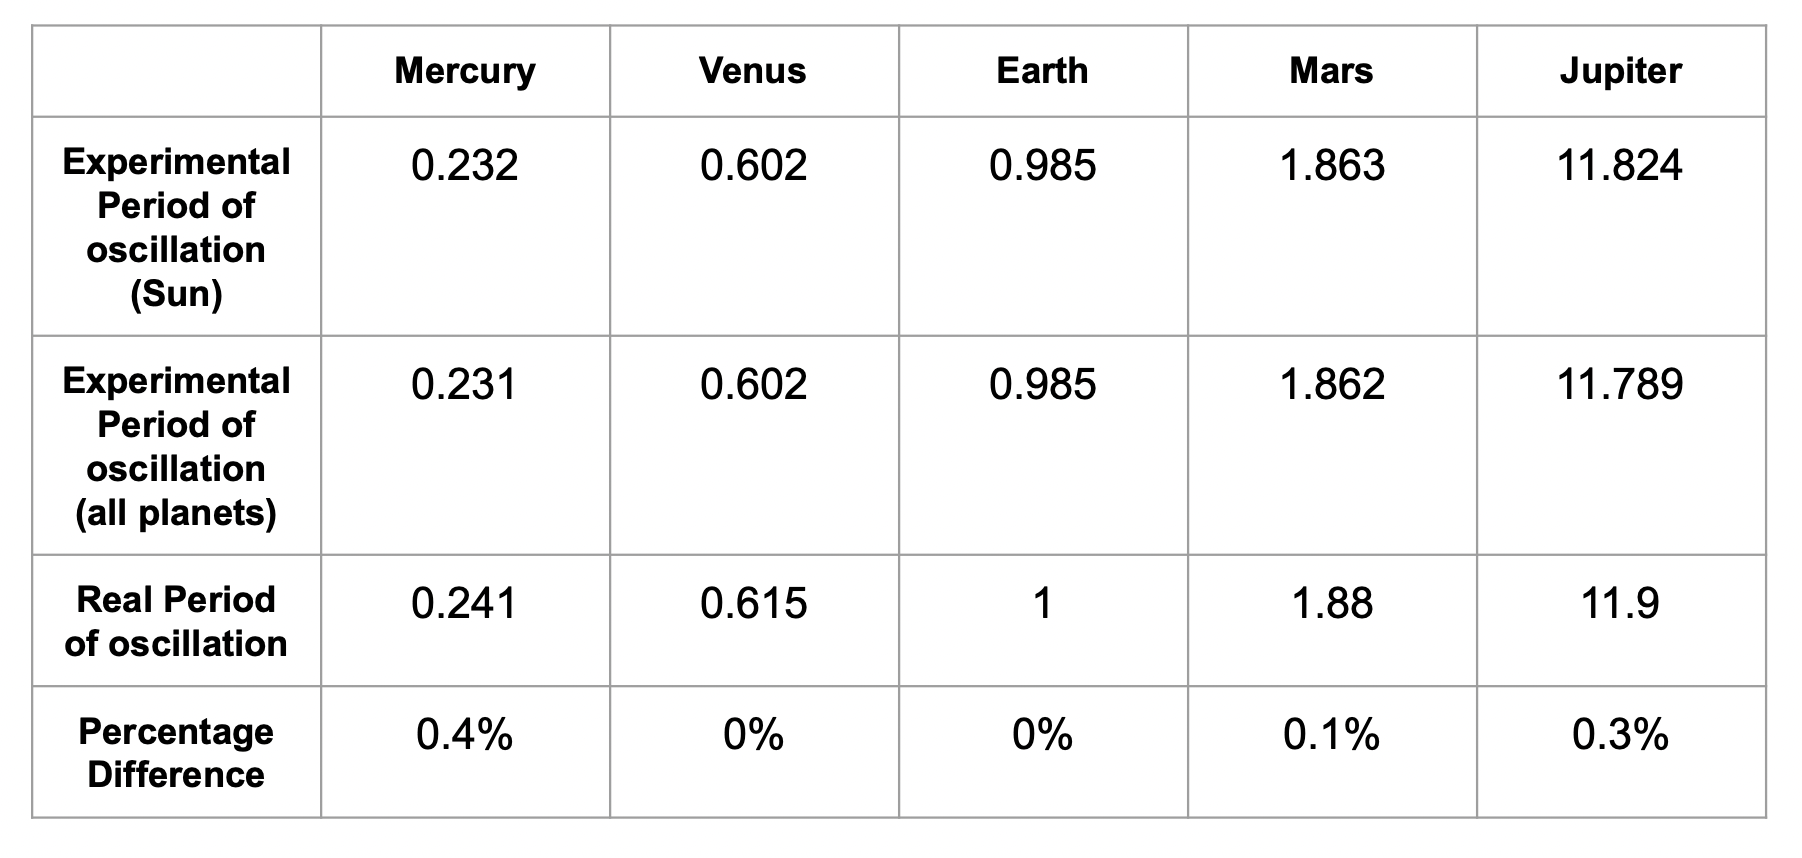 Mercury Venus Earth Mars Jupiter
Experimental 0.232 0.602 0.985 1.863 11.824
Period of
oscillation
(Sun)
Experimental 0.231 0.602 0.985 1.862 11.789
Period of
oscillation
(all planets)
Real Period 0.241 0.615 1 1.88 11.9
of oscillation
Percentage 0.4% 0% 0% 0.1% 0.3%
Difference